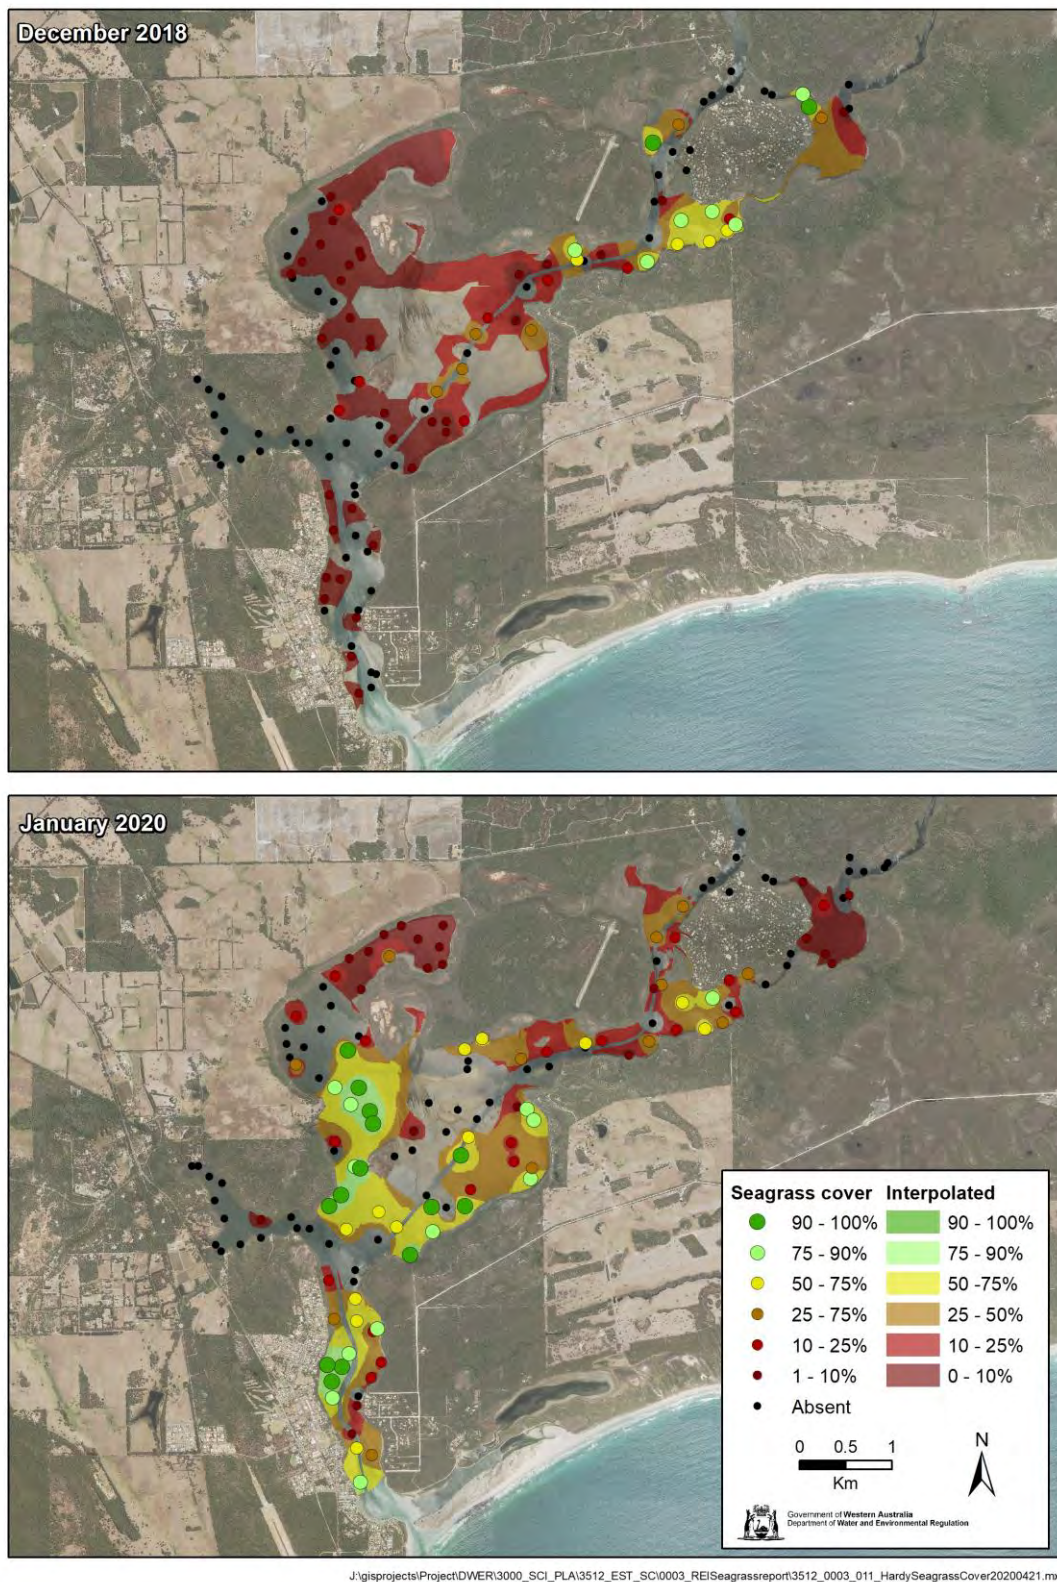 December 2018
January 2020
Seagrass cover Interpolated
90 - 100% 90 - 100%
75 - 90% 75 - 90%
50 - 75% 50 -75%
25 - 75% 25 - 50%
10 - 25% 10 - 25%
1 - 10% 0 - 10%
Absent
0 0.5 1
Km
N
Government of Western Australia
Department of Water and Environmental Regulation
J:\gisprojects\Project\DWER\3000_SCI_PLA\3512_EST_SC\0003_REISeagrassreport\3512_0003_011_HardySeagrassCover20200421.m